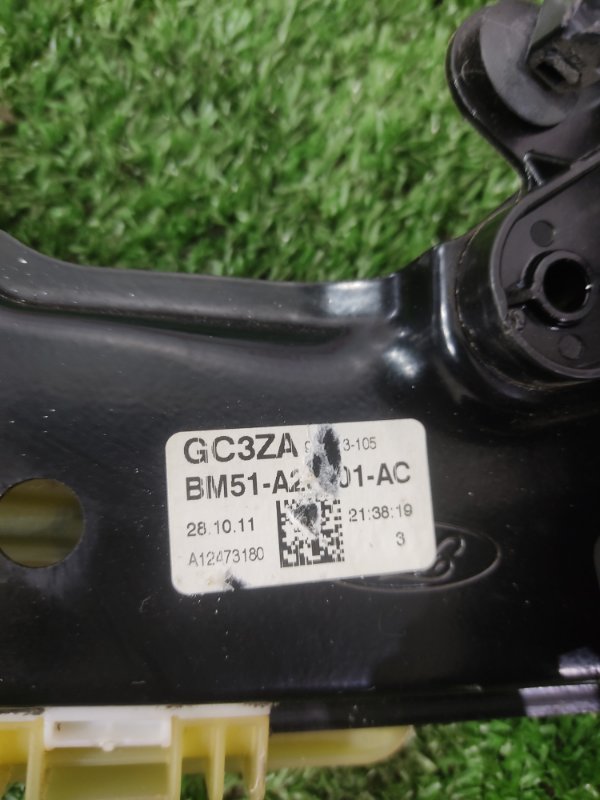 GC3ZA
BM51-A2 01-AC
28.10.11 21:38:19
A12473180 3